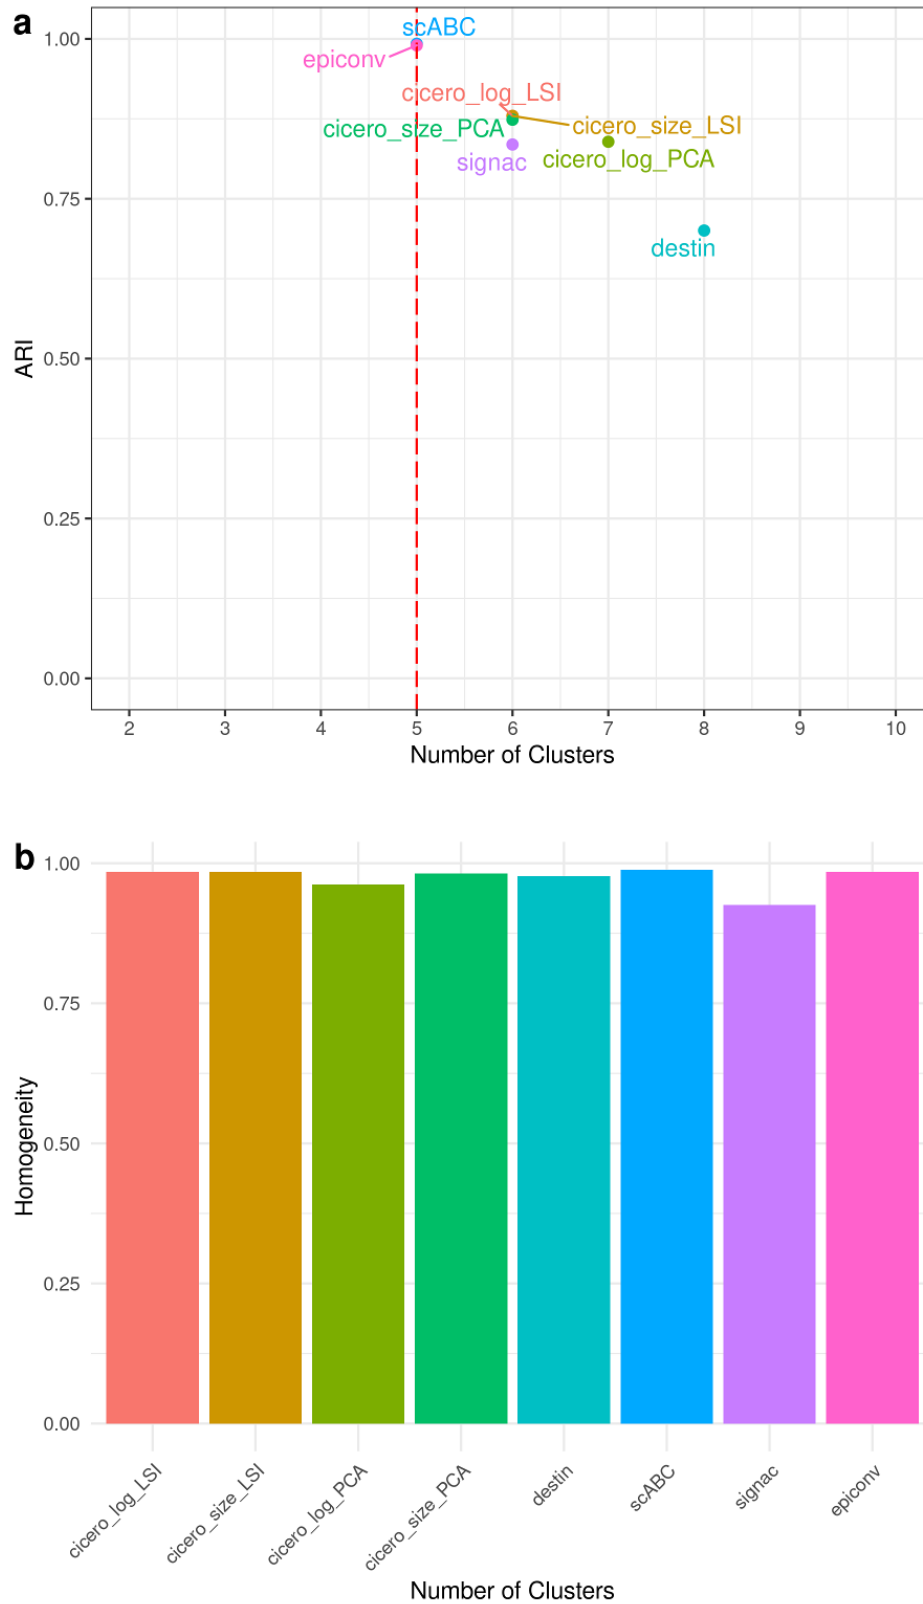 a
1.00
0.75
0.50
0.25
0.00
ARI
scABC
epiconv
cicero_log_LSI
cicero_size_LSI
cicero_size_PCA
signac
cicero_log_PCA
destin
2 3 4 5 6 7 8 9 10
Number of Clusters
b
1.00
0.75
0.50
0.25
0.00
Homogeneity
cicero_log_LSI
cicero_size_LSI
cicero_log_PCA
cicero_size_PCA
destin
scABC
signac
epiconv
Number of Clusters